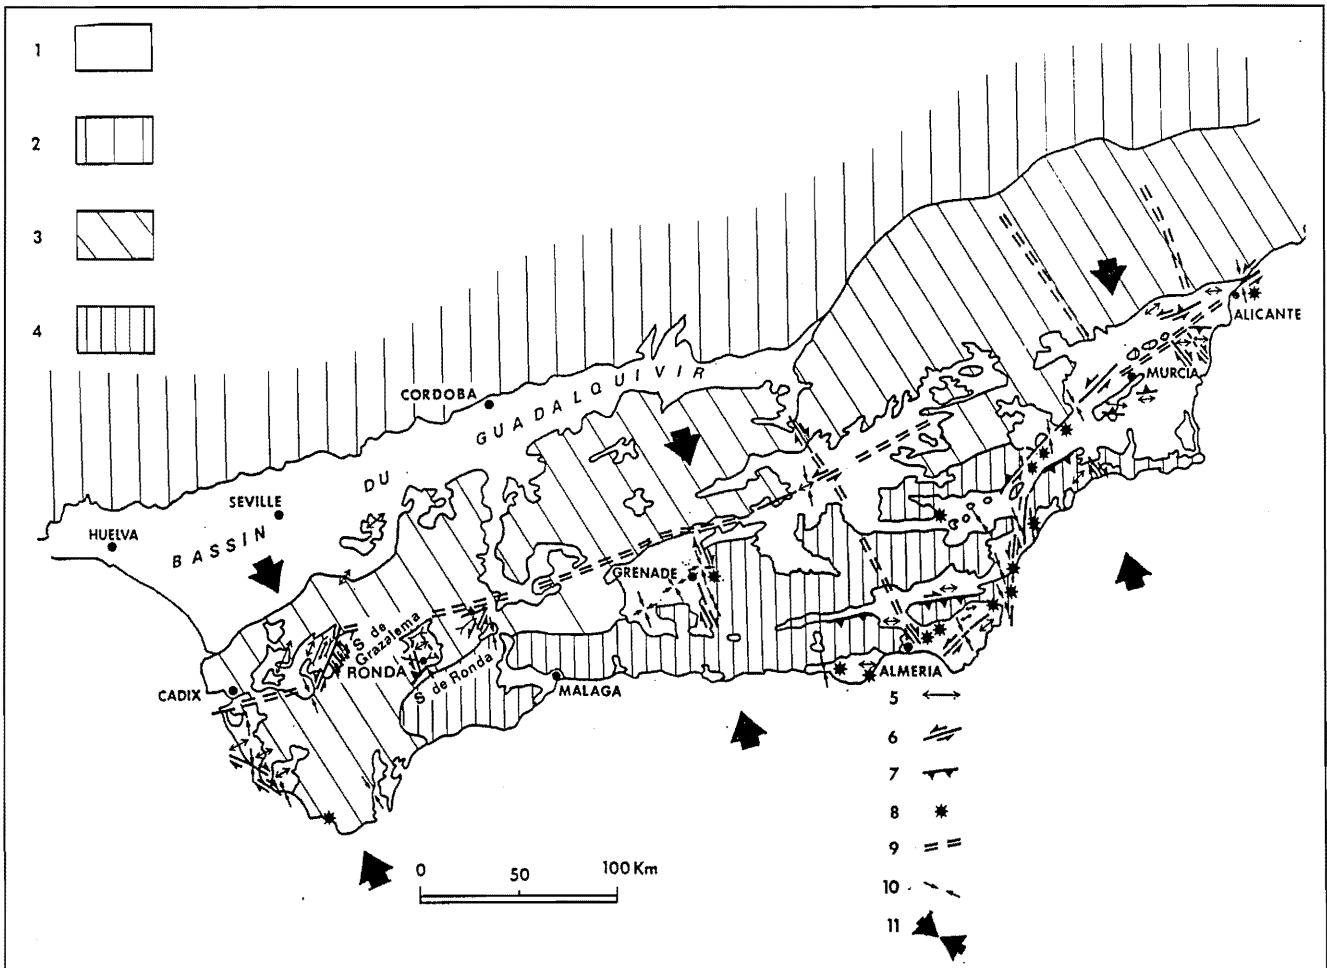 1
2
3
4
CORDOBA
BASSIN DU GUADALQUIVIR
SEVILLE
HUELVA
ALICANTE
MURCIA
GRENADE
S de Grazalema
RONDA
S de Ronda
CADIX
MALAGA
ALMERIA
5
6
7
8
9
10
11
0 50 100 Km